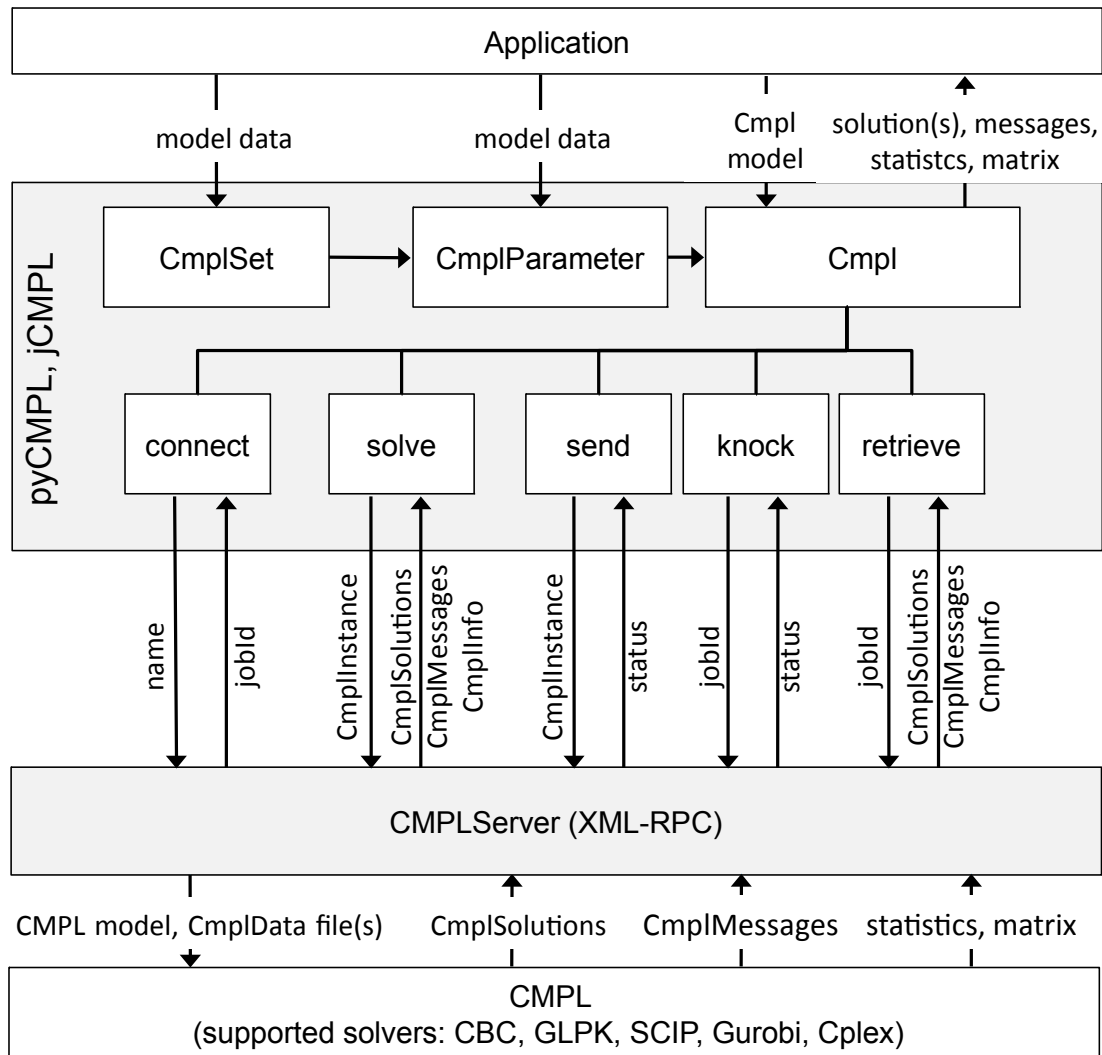 Application
model data
model data
Cmpl
model
solution(s), messages,
statistcs, matrix
pyCMPL, jCMPL
CmplSet
CmplParameter
Cmpl
connect
solve
send
knock
retrieve
name
jobId
CmplInstance
CmplSolutions
CmplMessages
CmplInfo
CmplInstance
status
jobId
status
jobId
CmplSolutions
CmplMessages
CmplInfo
CMPLServer (XML-RPC)
CMPL model, CmplData file(s)
CmplSolutions
CmplMessages
statistics, matrix
CMPL
(supported solvers: CBC, GLPK, SCIP, Gurobi, Cplex)